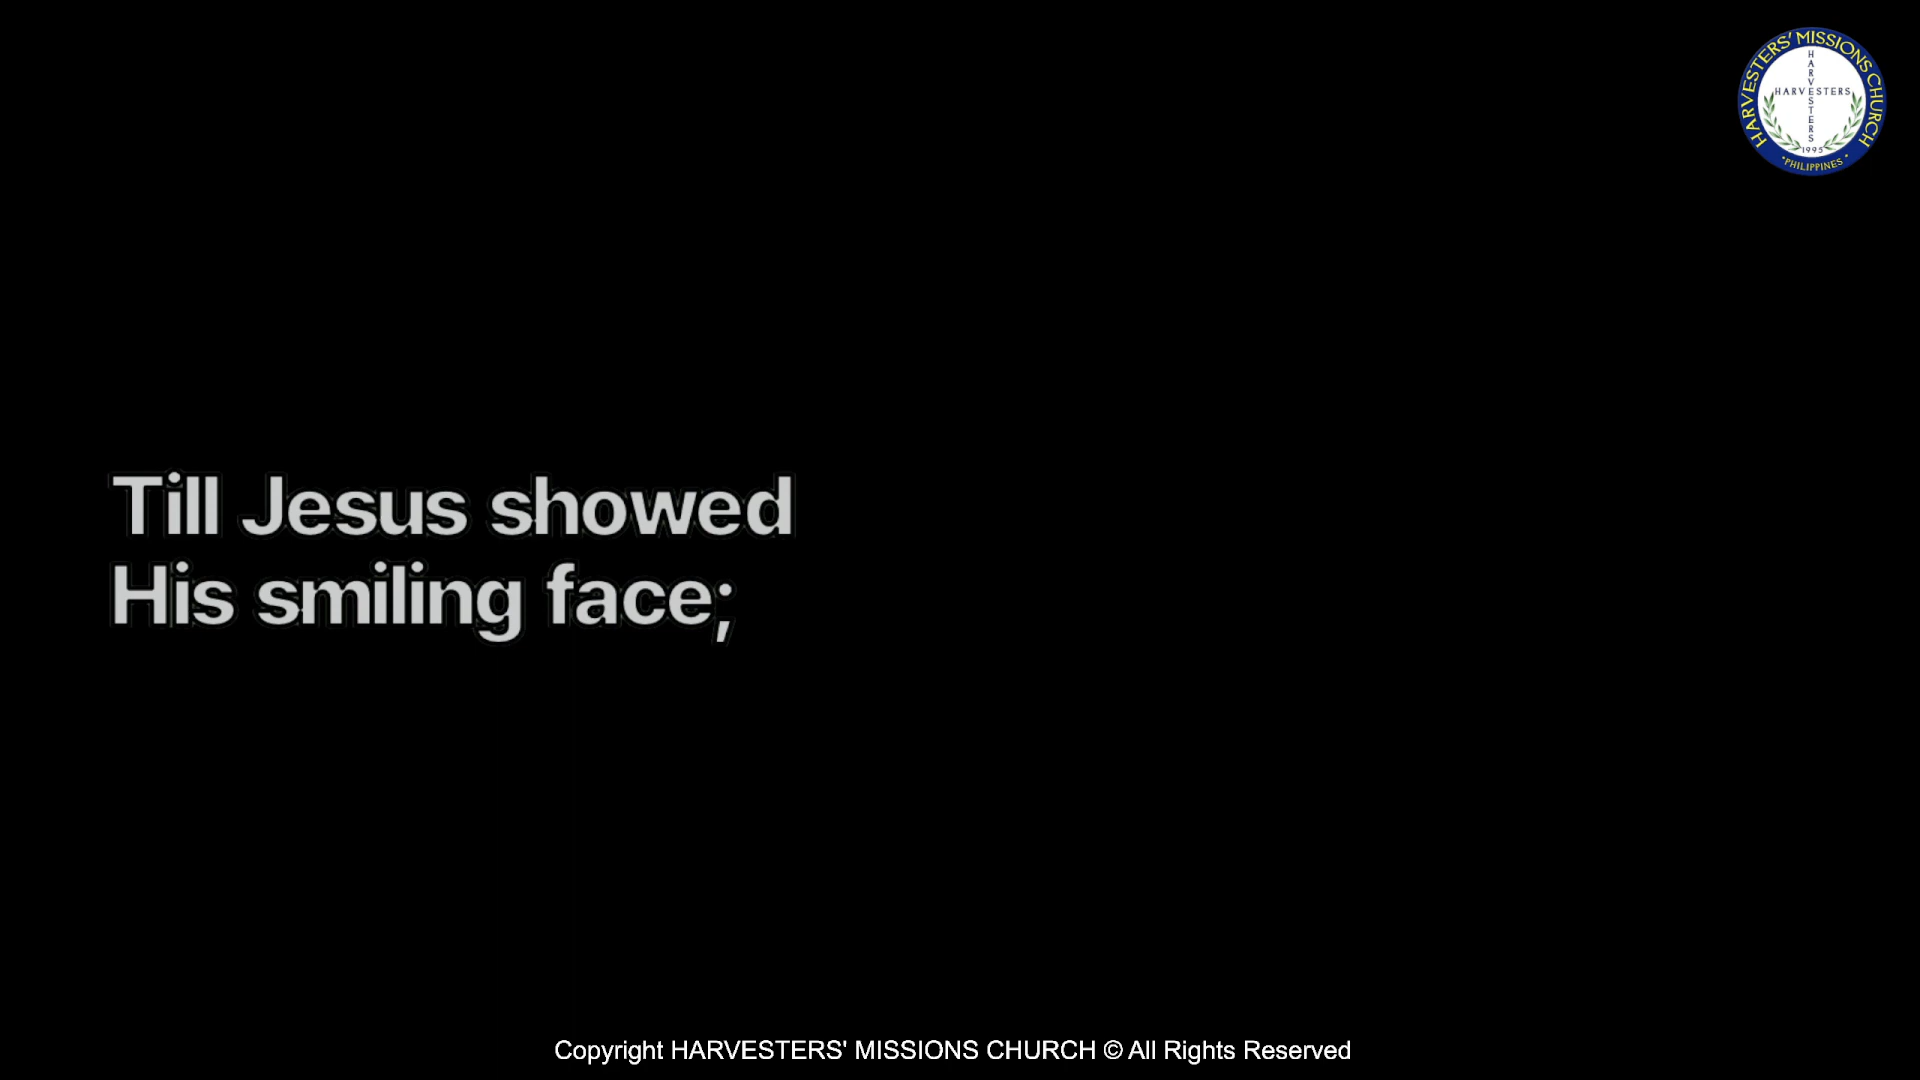 HARVESTERS' MISSIONS CHURCH
HARVESTERS
HARVESTERS
1995
• PHILIPPINES •
Till Jesus showed
His smiling face;
Copyright HARVESTERS' MISSIONS CHURCH © All Rights Reserved